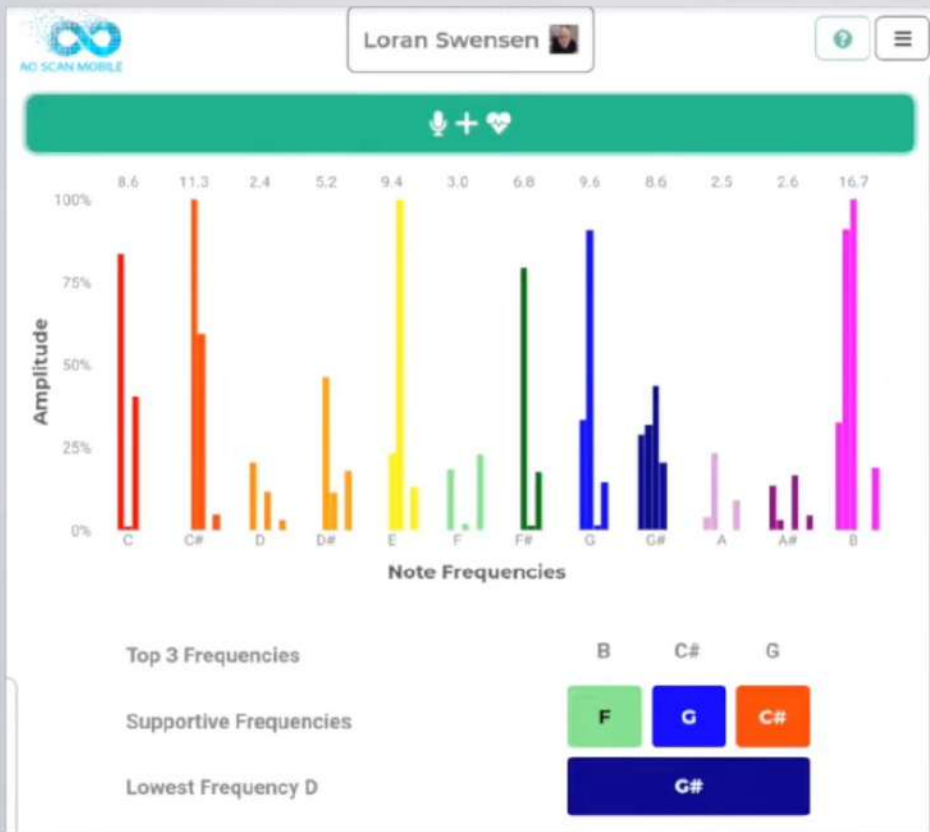 Loran Swensen
AO SCAN MOBILE
8.6 11.3 2.4 5.2 9.4 3.0 6.8 9.6 8.6 2.5 2.6 16.7
100%
75%
50%
25%
0%
Amplitude
C C# D D# E F F# G G# A A# B
Note Frequencies
Top 3 Frequencies B C# G
Supportive Frequencies F G C#
Lowest Frequency D G#